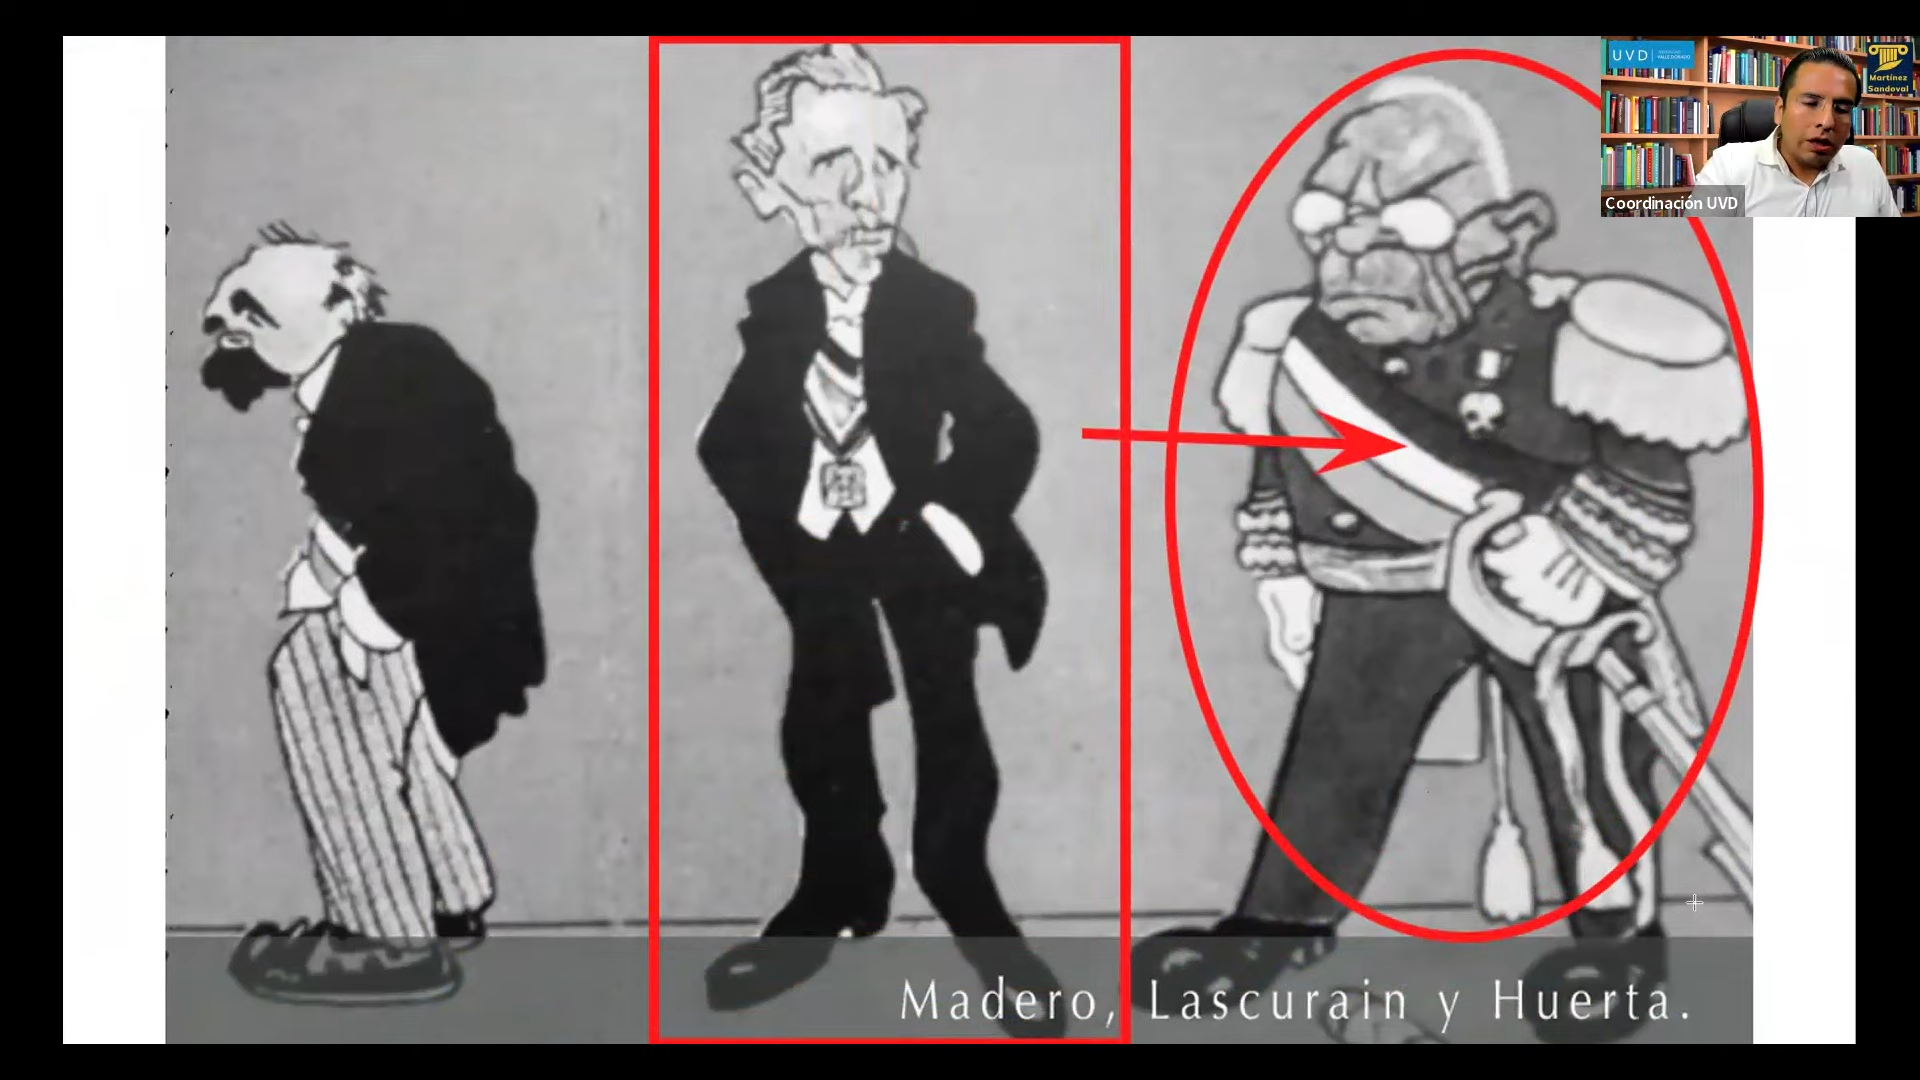 UVD
Martínez
Sandoval
Coordinación UVD
Madero, Lascurain y Huerta.